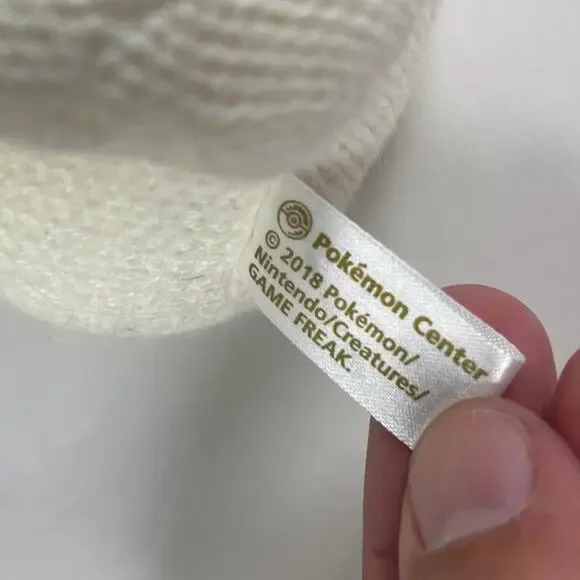 Pokémon Center
© 2018 Pokémon/
Nintendo/Creatures/
GAME FREAK.